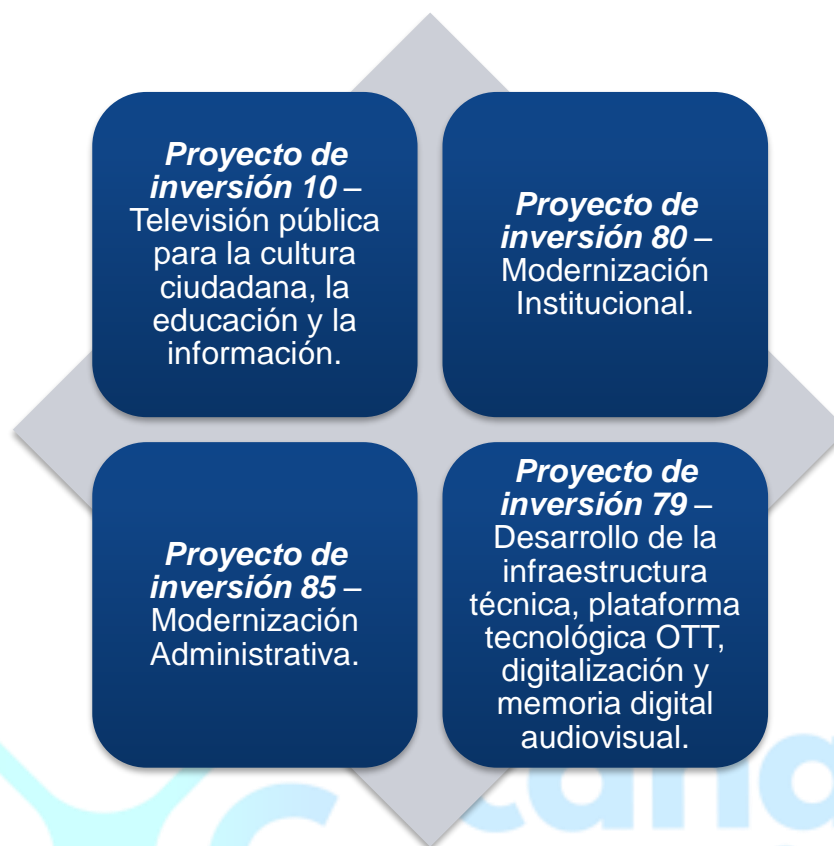 Proyecto de
inversión 10 –
Televisión pública
para la cultura
ciudadana, la
educación y la
información.
Proyecto de
inversión 80 –
Modernización
Institucional.
Proyecto de
inversión 85 –
Modernización
Administrativa.
Proyecto de
inversión 79 –
Desarrollo de la
infraestructura
técnica, plataforma
tecnológica OTT,
digitalización y
memoria digital
audiovisual.